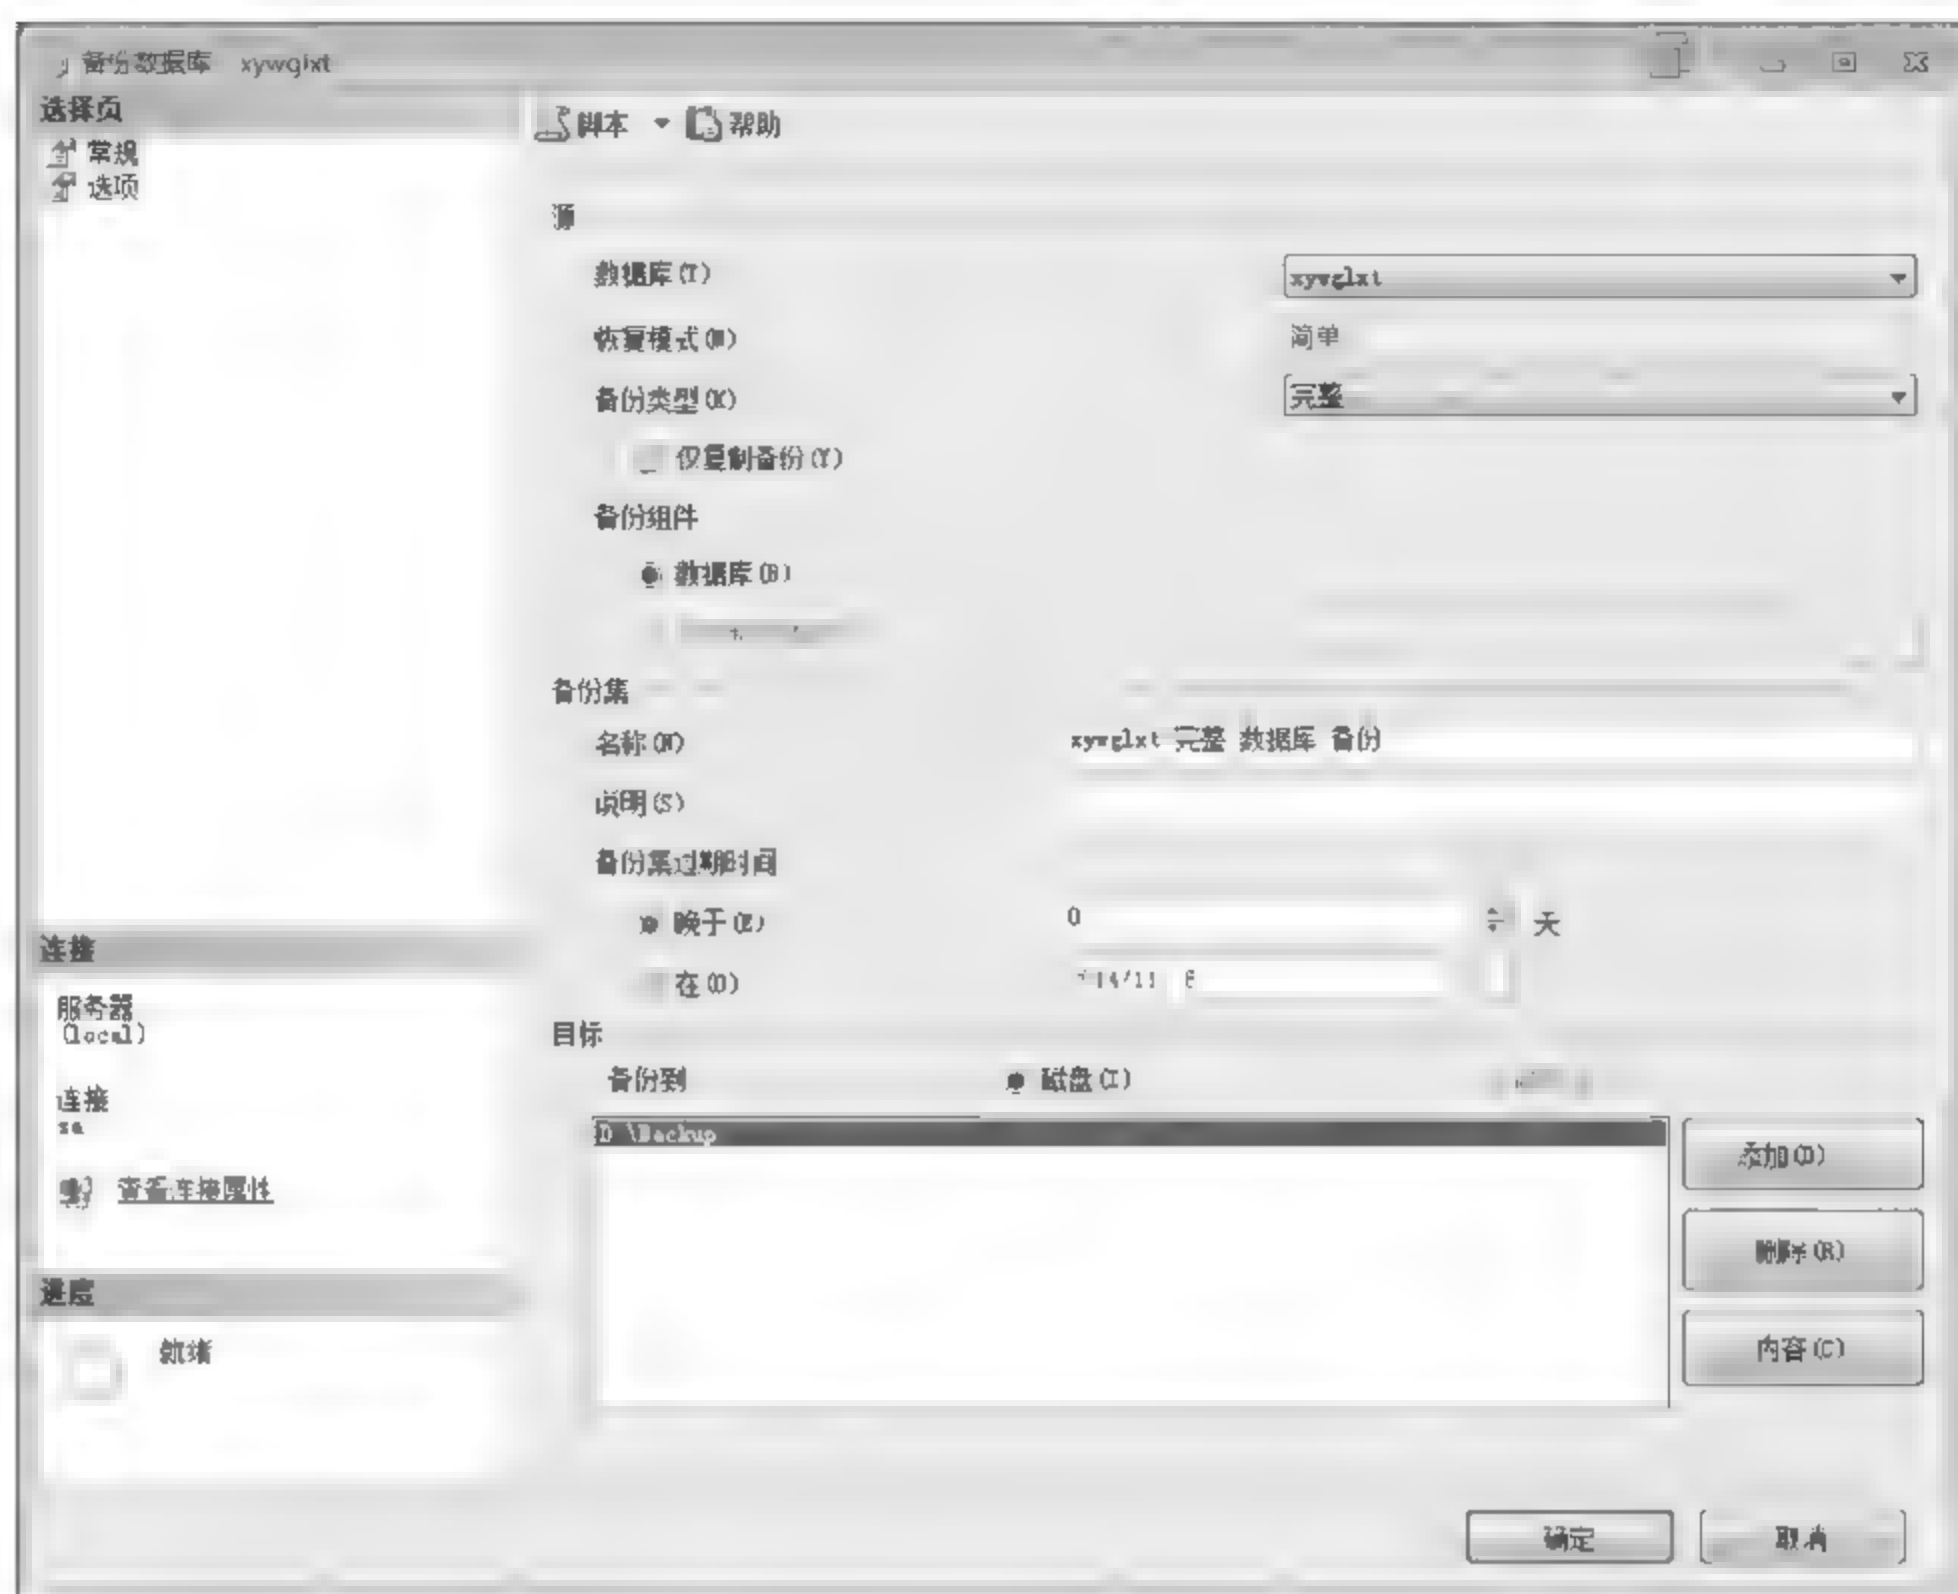 备份数据库 xywglxt
选择页
常规
选项
脚本 帮助
源
数据库(T) xywglxt
恢复模式(M) 简单
备份类型(K) 完整
仅复制备份(Y)
备份组件
数据库(B)
备份集
名称(N) xywglxt 完整 数据库 备份
说明(S)
备份集过期时间
晚于(E) 0 天
在(O)
目标
备份到 磁盘(I)
D \Backup
添加(D)
删除(R)
内容(C)
连接
服务器
(local)
连接
sa
查看连接属性
进度
就绪
确定 取消